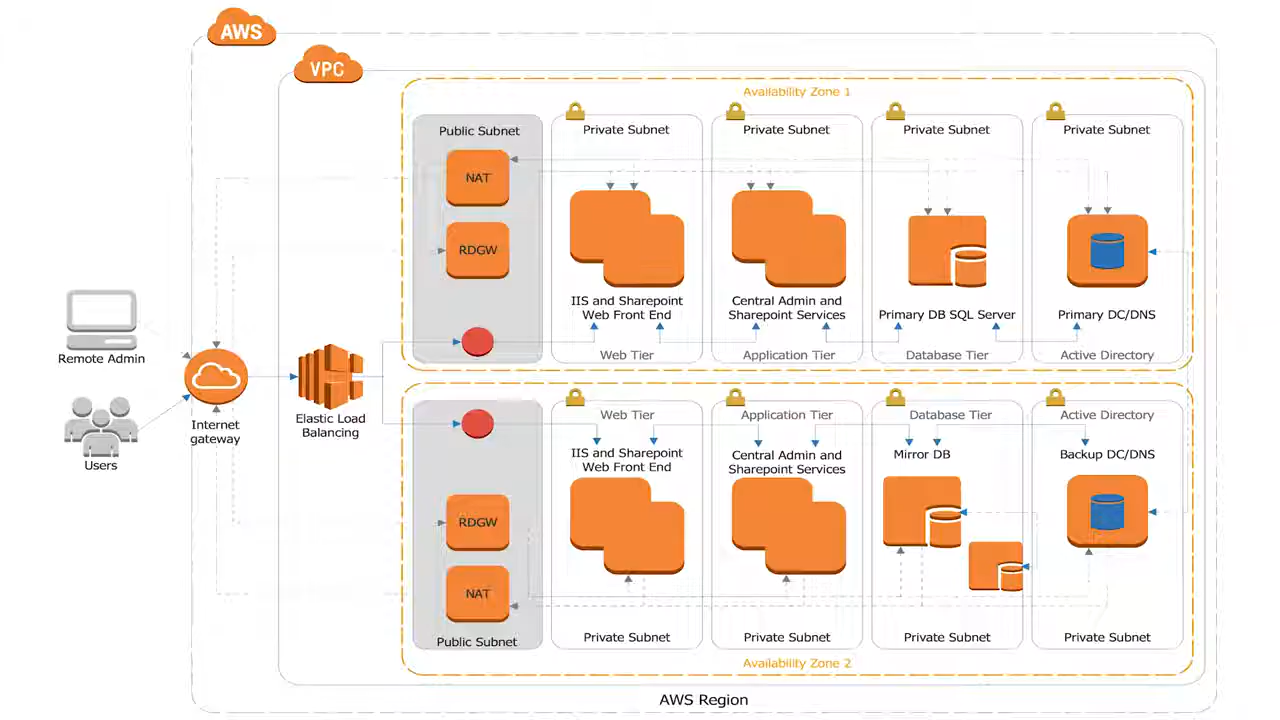 AWS
VPC
Availability Zone 1
Public Subnet
Private Subnet
Private Subnet
Private Subnet
Private Subnet
NAT
RDGW
IIS and Sharepoint
Web Front End
Central Admin and
Sharepoint Services
Primary DB SQL Server
Primary DC/DNS
Web Tier
Application Tier
Database Tier
Active Directory
Remote Admin
Users
Internet
gateway
Elastic Load
Balancing
Web Tier
Application Tier
Database Tier
Active Directory
IIS and Sharepoint
Web Front End
Central Admin and
Sharepoint Services
Mirror DB
Backup DC/DNS
RDGW
NAT
Public Subnet
Private Subnet
Private Subnet
Private Subnet
Private Subnet
Availability Zone 2
AWS Region